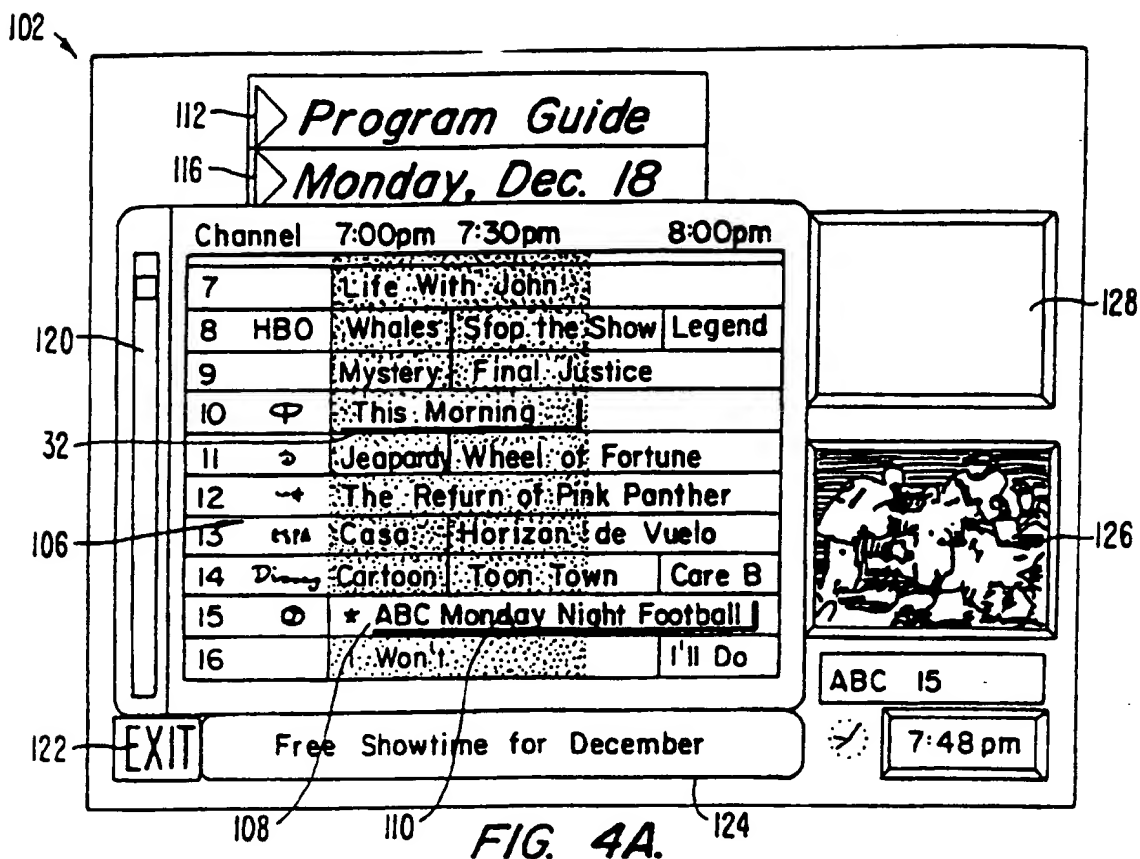 102
112
Program Guide
116
Monday, Dec. 18
Channel 7:00pm 7:30pm 8:00pm
7 Life With John
8 HBO Whales Stop the Show Legend
128
120
9 Mystery Final Justice
10 This Morning
32
11 Jeapardy Wheel of Fortune
12 The Return of Pink Panther
106
13 Casa Horizon de Vuelo
126
14 Disney Cartoon Toon Town Care B
15 * ABC Monday Night Football
16 I Won't I'll Do
ABC 15
122
EXIT Free Showtime for December
7:48 pm
108 110 124
FIG. 4A.